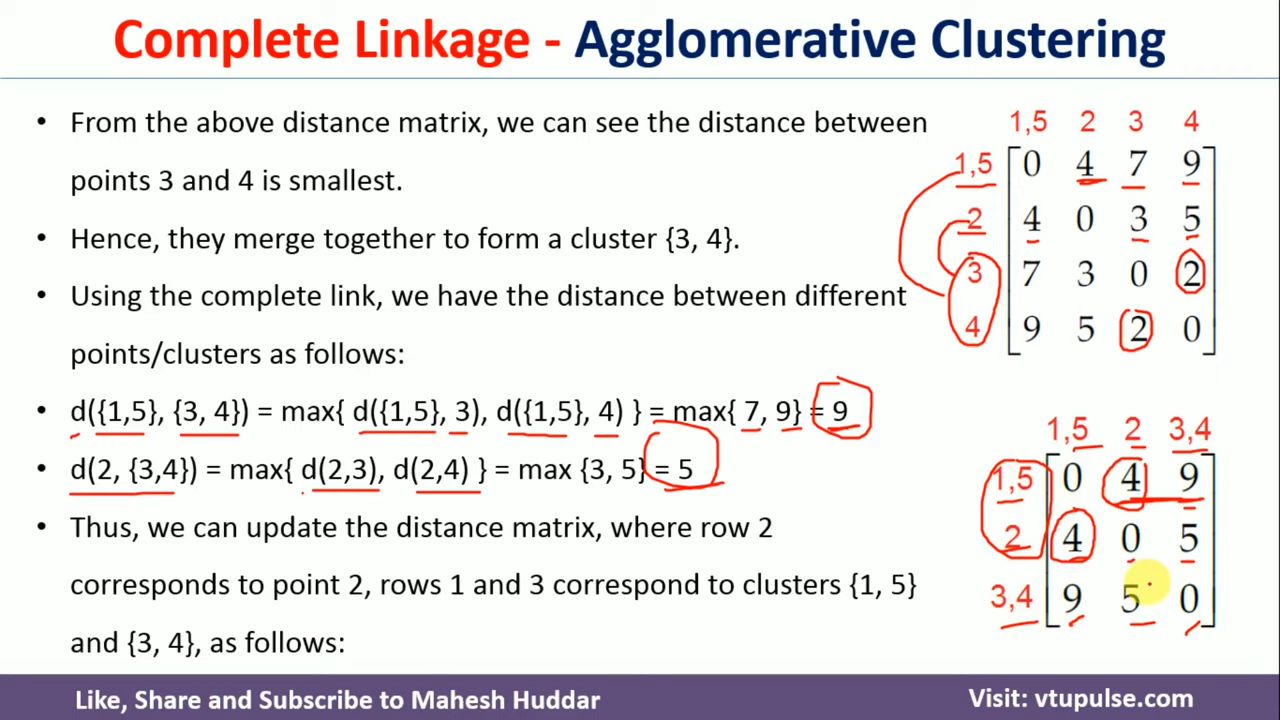 Complete Linkage - Agglomerative Clustering
• From the above distance matrix, we can see the distance between
points 3 and 4 is smallest.
• Hence, they merge together to form a cluster {3, 4}.
• Using the complete link, we have the distance between different
points/clusters as follows:
• d({1,5}, {3, 4}) = max{ d({1,5}, 3), d({1,5}, 4) } = max{ 7, 9} = 9
• d(2, {3,4}) = max{ d(2,3), d(2,4) } = max {3, 5} = 5
• Thus, we can update the distance matrix, where row 2
corresponds to point 2, rows 1 and 3 correspond to clusters {1, 5}
and {3, 4}, as follows:
1,5 2 3 4
1,5 0 4 7 9
2 4 0 3 5
3 7 3 0 2
4 9 5 2 0
1,5 2 3,4
1,5 0 4 9
2 4 0 5
3,4 9 5 0
Like, Share and Subscribe to Mahesh Huddar
Visit: vtupulse.com